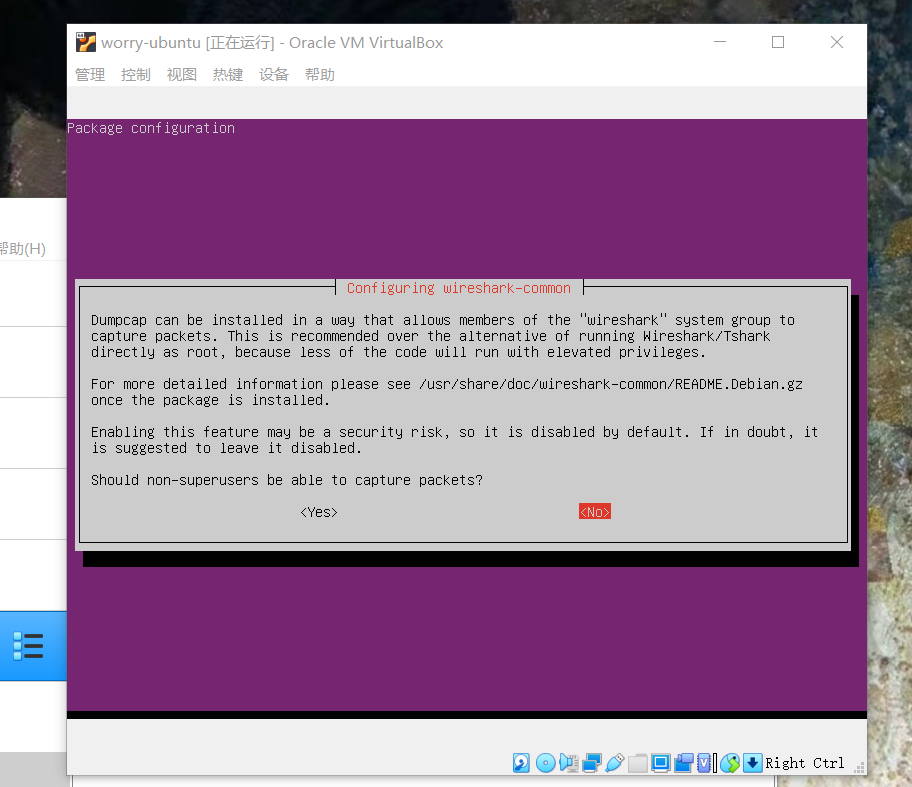 worry-ubuntu [正在运行] - Oracle VM VirtualBox
管理 控制 视图 热键 设备 帮助
Package configuration
帮助(H)
Configuring wireshark-common
Dumpcap can be installed in a way that allows members of the "wireshark" system group to
capture packets. This is recommended over the alternative of running Wireshark/Tshark
directly as root, because less of the code will run with elevated privileges.
For more detailed information please see /usr/share/doc/wireshark-common/README.Debian.gz
once the package is installed.
Enabling this feature may be a security risk, so it is disabled by default. If in doubt, it
is suggested to leave it disabled.
Should non-superusers be able to capture packets?
<Yes> <No>
Right Ctrl